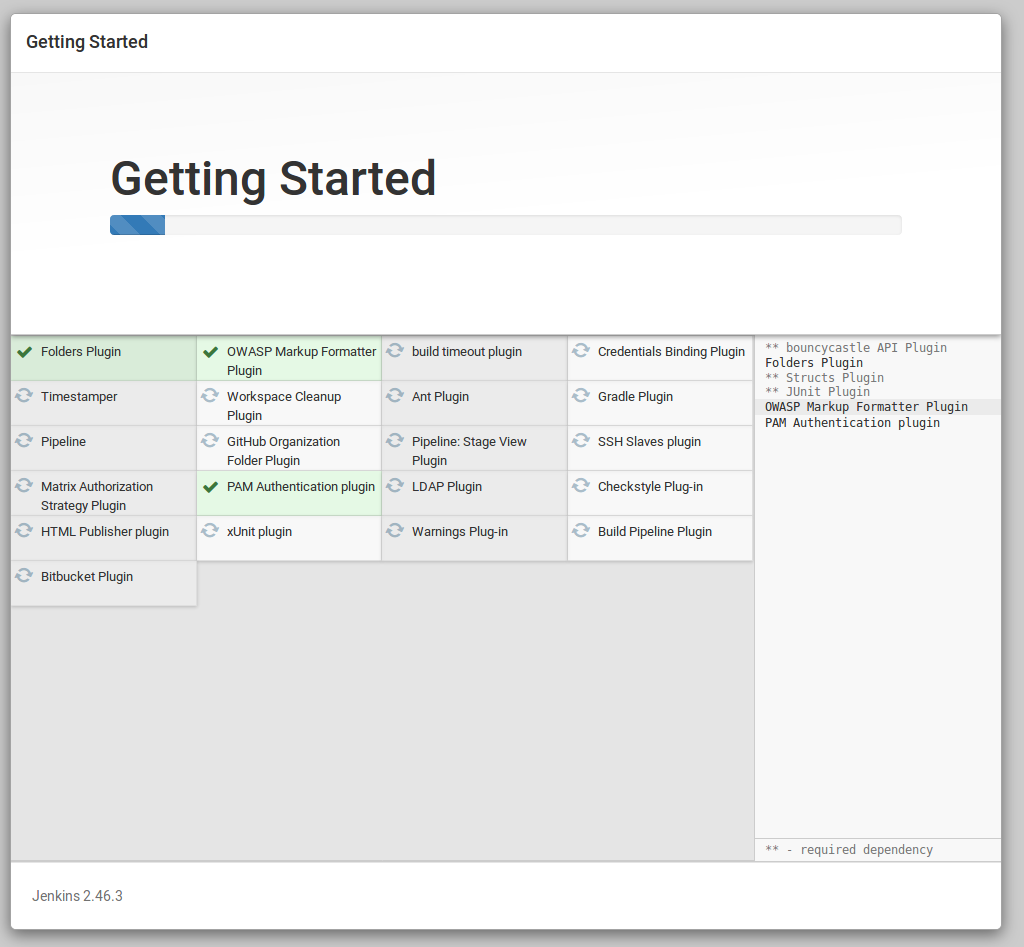 Getting Started
Getting Started
Folders Plugin
OWASP Markup Formatter
Plugin
build timeout plugin
Credentials Binding Plugin
Timestamper
Workspace Cleanup
Plugin
Ant Plugin
Gradle Plugin
Pipeline
GitHub Organization
Folder Plugin
Pipeline: Stage View
Plugin
SSH Slaves plugin
Matrix Authorization
Strategy Plugin
PAM Authentication plugin
LDAP Plugin
Checkstyle Plug-in
HTML Publisher plugin
xUnit plugin
Warnings Plug-in
Build Pipeline Plugin
Bitbucket Plugin
** bouncycastle API Plugin
Folders Plugin
** Structs Plugin
** JUnit Plugin
OWASP Markup Formatter Plugin
PAM Authentication plugin
** - required dependency
Jenkins 2.46.3